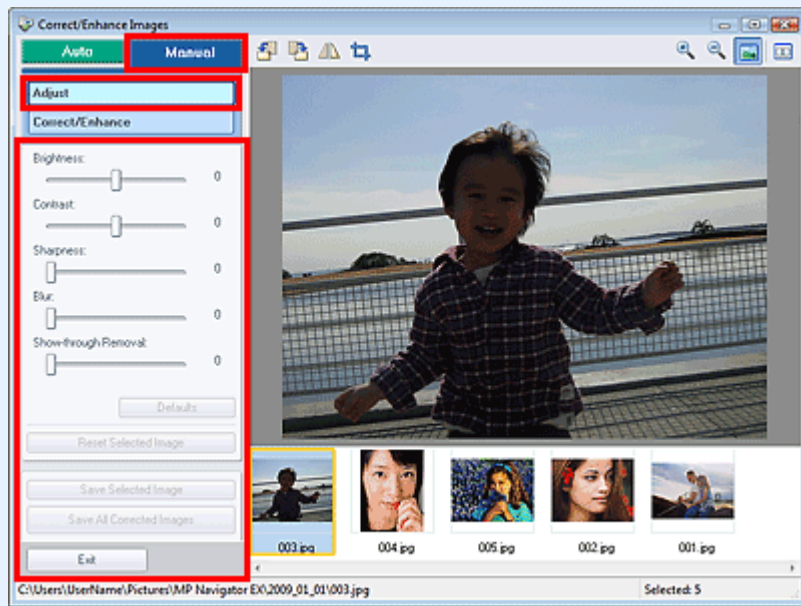 Correct/Enhance Images
Auto
Manual
Adjust
Correct/Enhance
Brightness:
0
Contrast:
0
Sharpness:
0
Blur:
0
Show-through Removal:
0
Defaults
Reset Selected Image
Save Selected Image
Save All Corrected Images
Exit
003.jpg
004.jpg
005.jpg
002.jpg
001.jpg
C:\Users\UserName\Pictures\MP Navigator EX\2009_01_01\003.jpg
Selected: 5